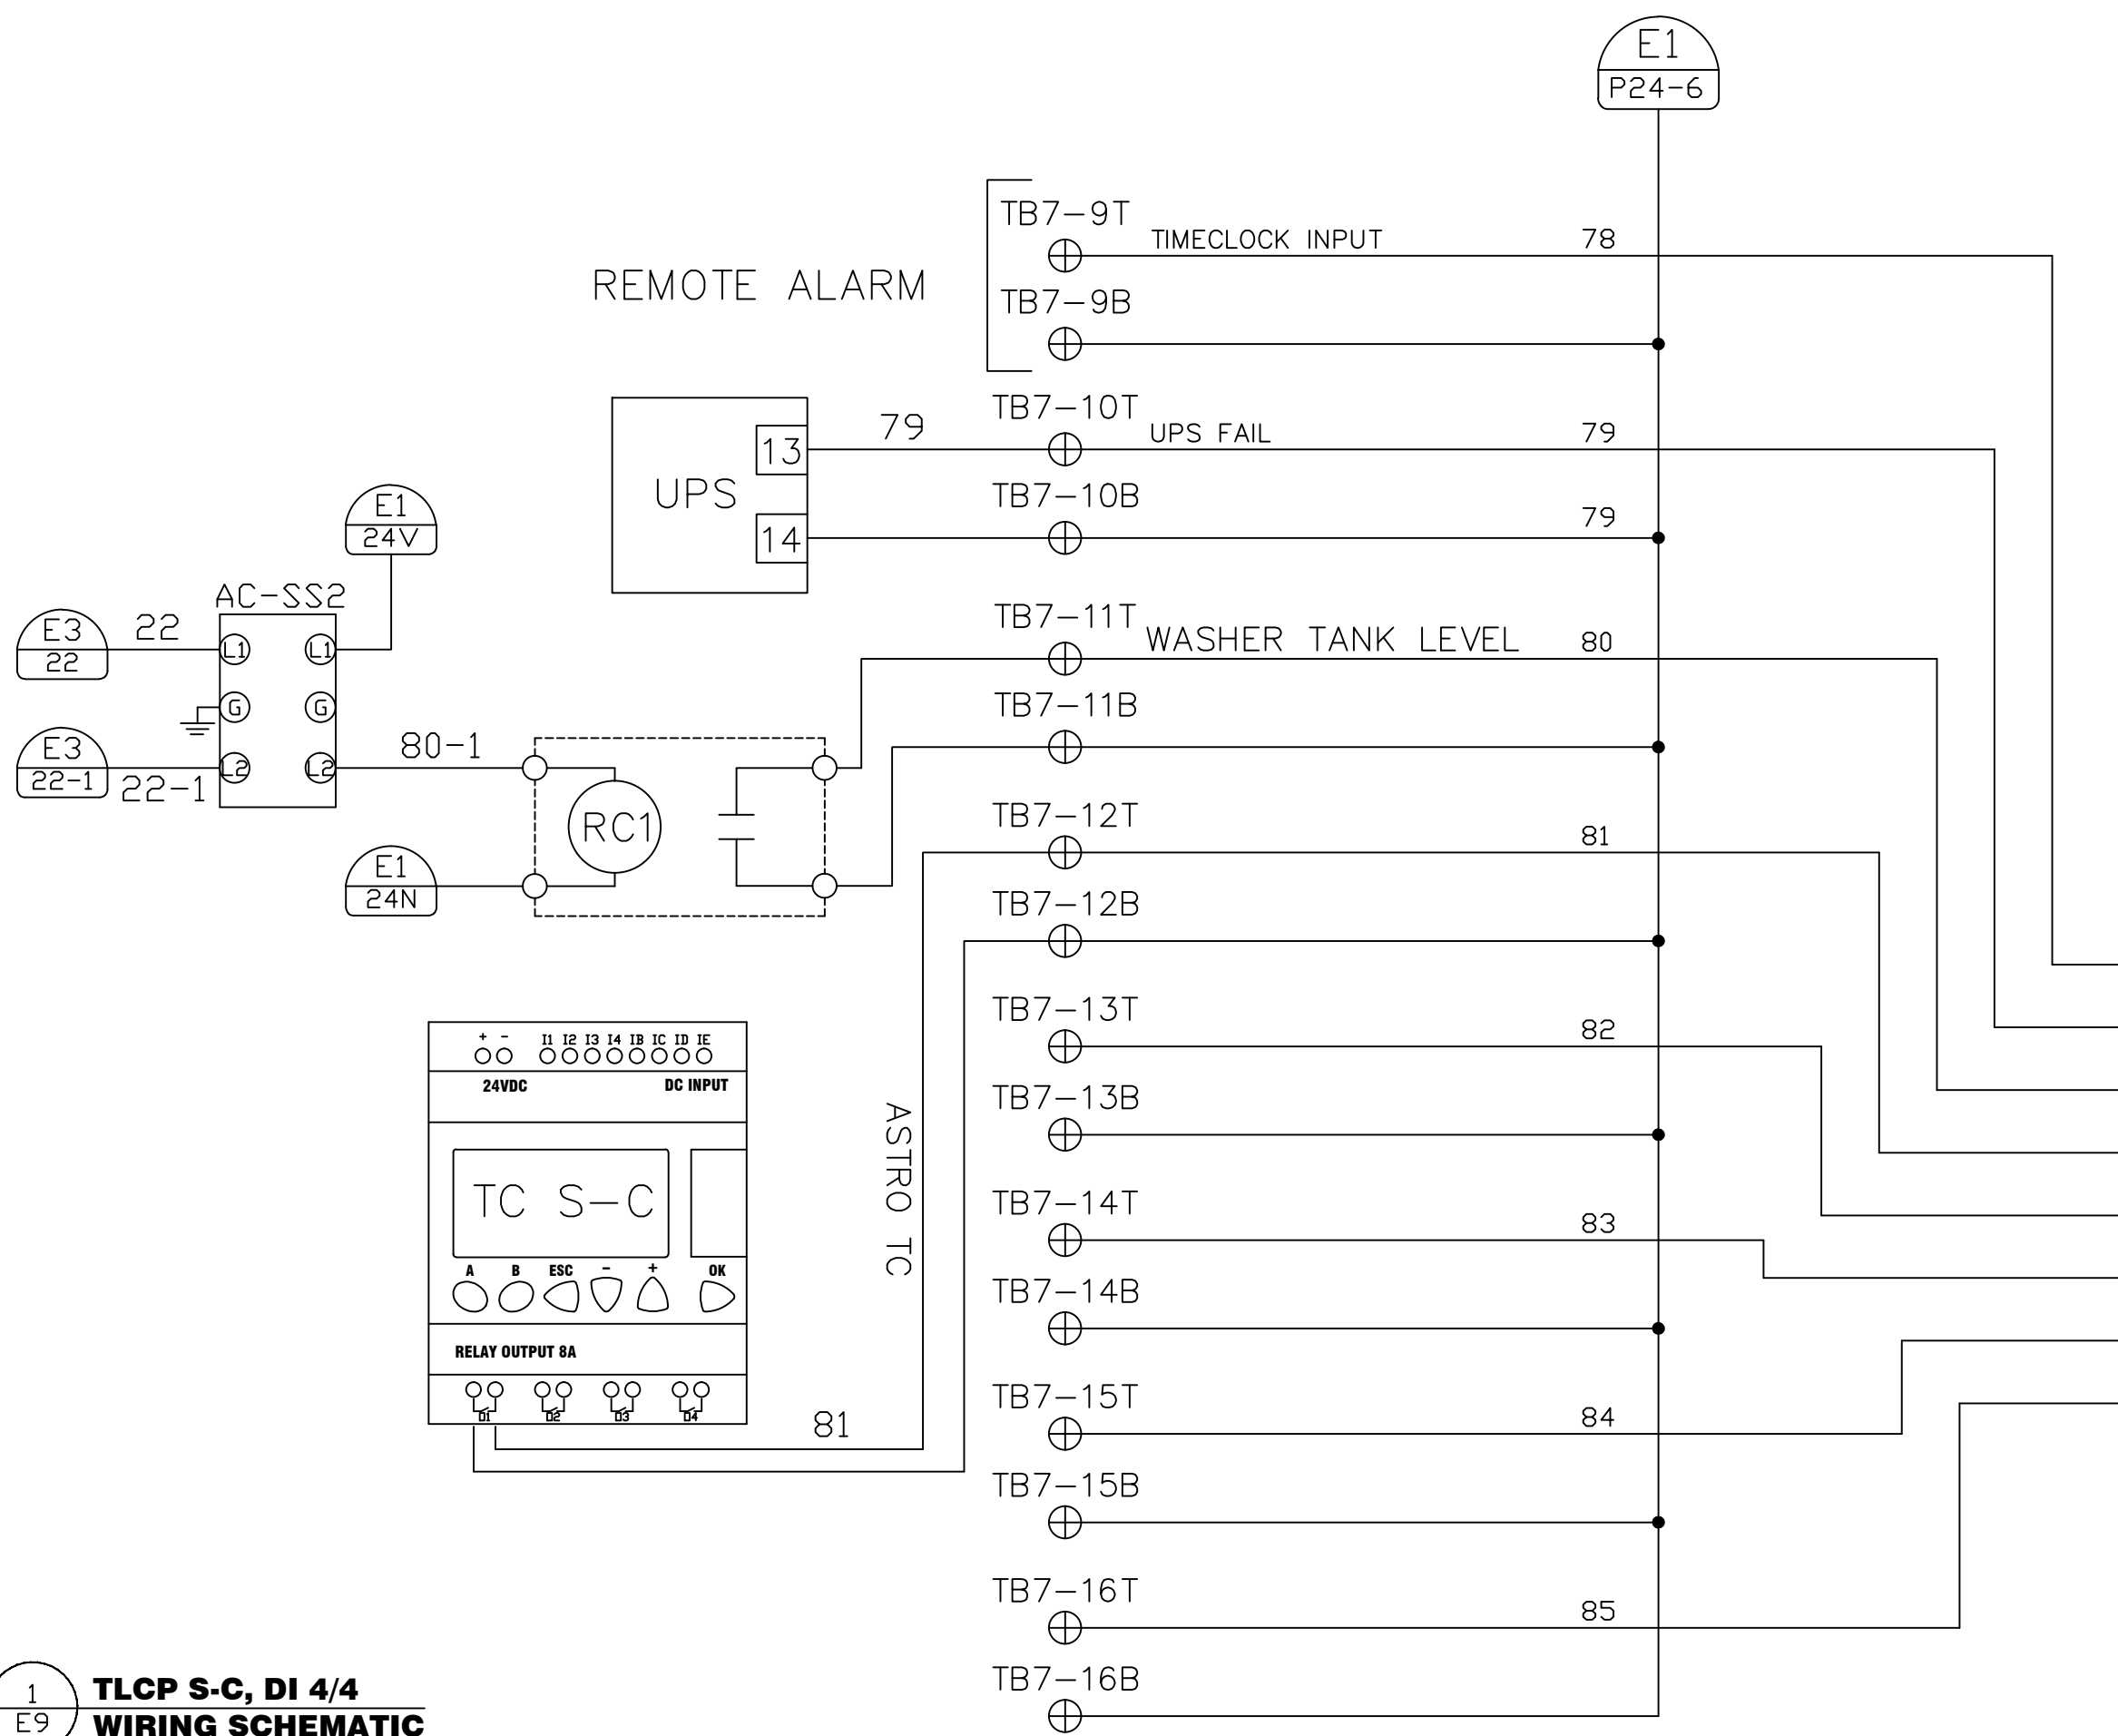 E1
P24-6
TB7-9T
TIMECLOCK INPUT
78
REMOTE ALARM
TB7-9B
TB7-10T
79
UPS FAIL
79
13
UPS
TB7-10B
79
14
E1
24V
AC-SS2
E3
22
22
L1
L1
TB7-11T
WASHER TANK LEVEL
80
G
G
TB7-11B
E3
22-1
22-1
L2
L2
80-1
RC1
TB7-12T
81
E1
24N
TB7-12B
TB7-13T
82
+ - I1 I2 I3 I4 IB IC ID IE
24VDC DC INPUT
TB7-13B
ASTRO TC
TC S-C
TB7-14T
83
A B ESC - + OK
TB7-14B
RELAY OUTPUT 8A
O1 O2 O3 O4
81
TB7-15T
84
TB7-15B
TB7-16T
85
TB7-16B
1
E9
TLCP S-C, DI 4/4
WIRING SCHEMATIC